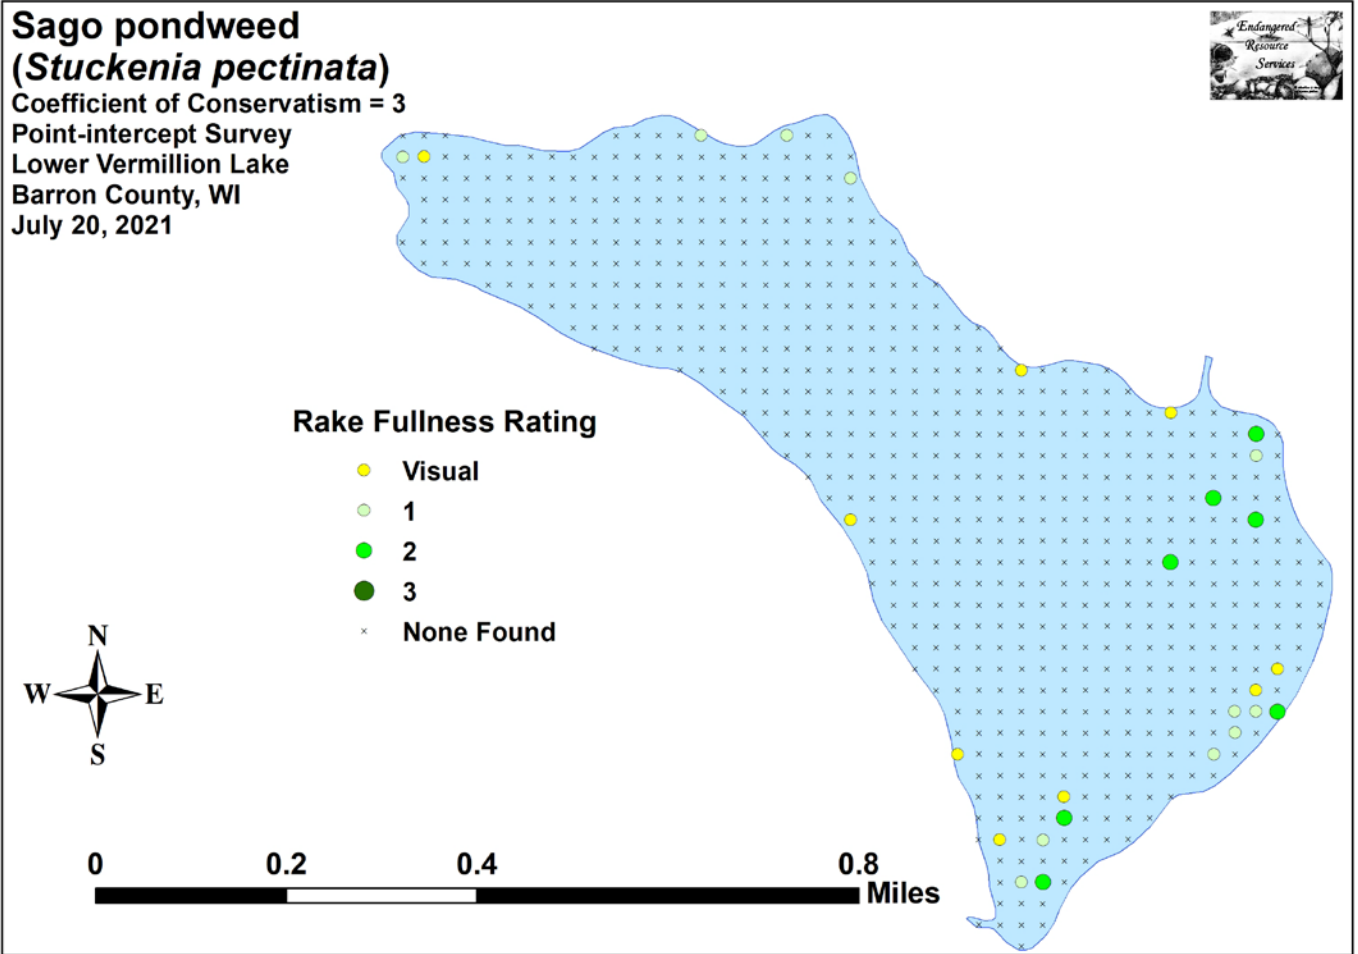 Sago pondweed
(Stuckenia pectinata)
Coefficient of Conservatism = 3
Point-intercept Survey
Lower Vermillion Lake
Barron County, WI
July 20, 2021
Endangered
Resource
Services
Rake Fullness Rating
Visual
1
2
3
None Found
N
W E
S
0 0.2 0.4 0.8
Miles